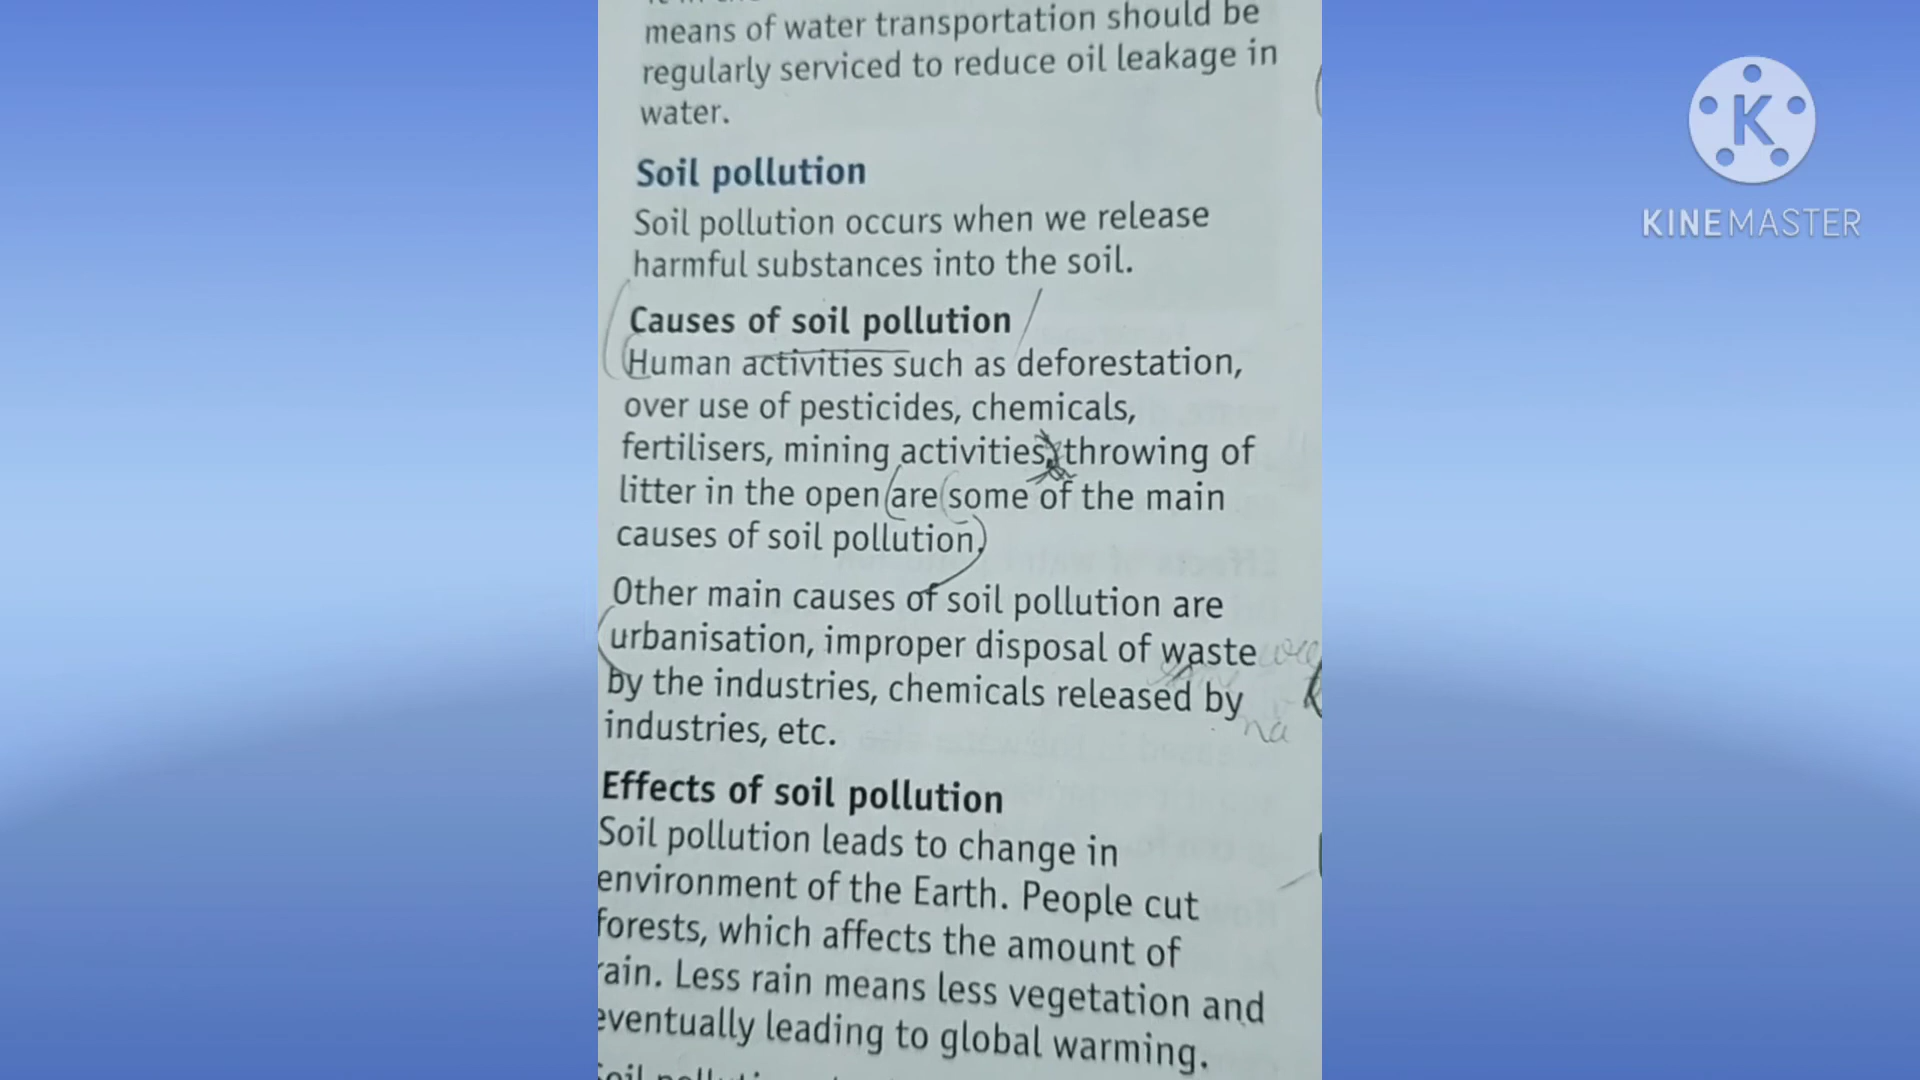 means of water transportation should be
regularly serviced to reduce oil leakage in
water.
Soil pollution
Soil pollution occurs when we release
harmful substances into the soil.
Causes of soil pollution
Human activities such as deforestation,
over use of pesticides, chemicals,
fertilisers, mining activities, throwing of
litter in the open are some of the main
causes of soil pollution.
Other main causes of soil pollution are
urbanisation, improper disposal of waste
by the industries, chemicals released by
industries, etc.
Effects of soil pollution
Soil pollution leads to change in
environment of the Earth. People cut
forests, which affects the amount of
rain. Less rain means less vegetation and
eventually leading to global warming.
K
KINEMASTER